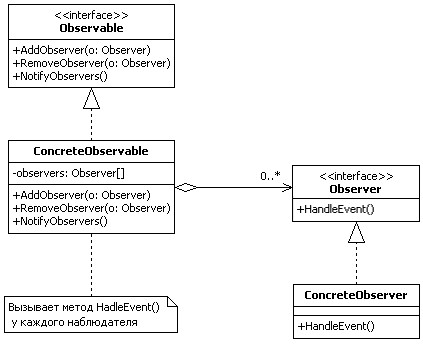 <<interface>>
Observable
+AddObserver(o: Observer)
+RemoveObserver(o: Observer)
+NotifyObservers()
ConcreteObservable
-observers: Observer[]
+AddObserver(o: Observer)
+RemoveObserver(o: Observer)
+NotifyObservers()
0..*
<<interface>>
Observer
+HandleEvent()
Вызывает метод HadleEvent()
у каждого наблюдателя
ConcreteObserver
+HandleEvent()